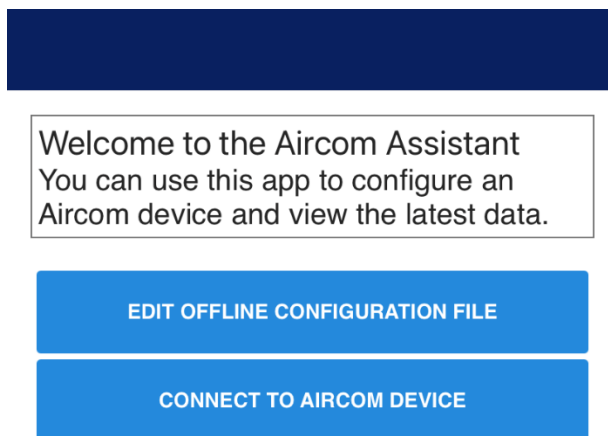 Welcome to the Aircom Assistant
You can use this app to configure an
Aircom device and view the latest data.
EDIT OFFLINE CONFIGURATION FILE
CONNECT TO AIRCOM DEVICE